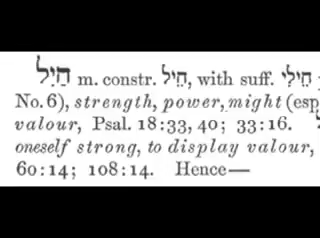 חַיִל m. constr. חֵיל, with suff. חֵילִי
No. 6), strength, power, might (esp
valour, Psal. 18:33, 40; 33:16.
oneself strong, to display valour,
60:14; 108:14. Hence—